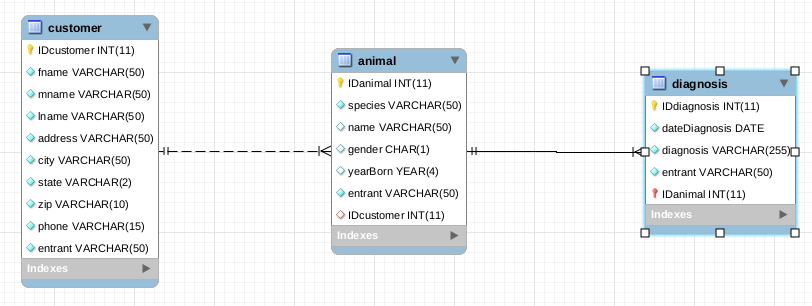 customer
IDcustomer INT(11)
fname VARCHAR(50)
mname VARCHAR(50)
lname VARCHAR(50)
address VARCHAR(50)
city VARCHAR(50)
state VARCHAR(2)
zip VARCHAR(10)
phone VARCHAR(15)
entrant VARCHAR(50)
Indexes
animal
IDanimal INT(11)
species VARCHAR(50)
name VARCHAR(50)
gender CHAR(1)
yearBorn YEAR(4)
entrant VARCHAR(50)
IDcustomer INT(11)
Indexes
diagnosis
IDdiagnosis INT(11)
dateDiagnosis DATE
diagnosis VARCHAR(255)
entrant VARCHAR(50)
IDanimal INT(11)
Indexes